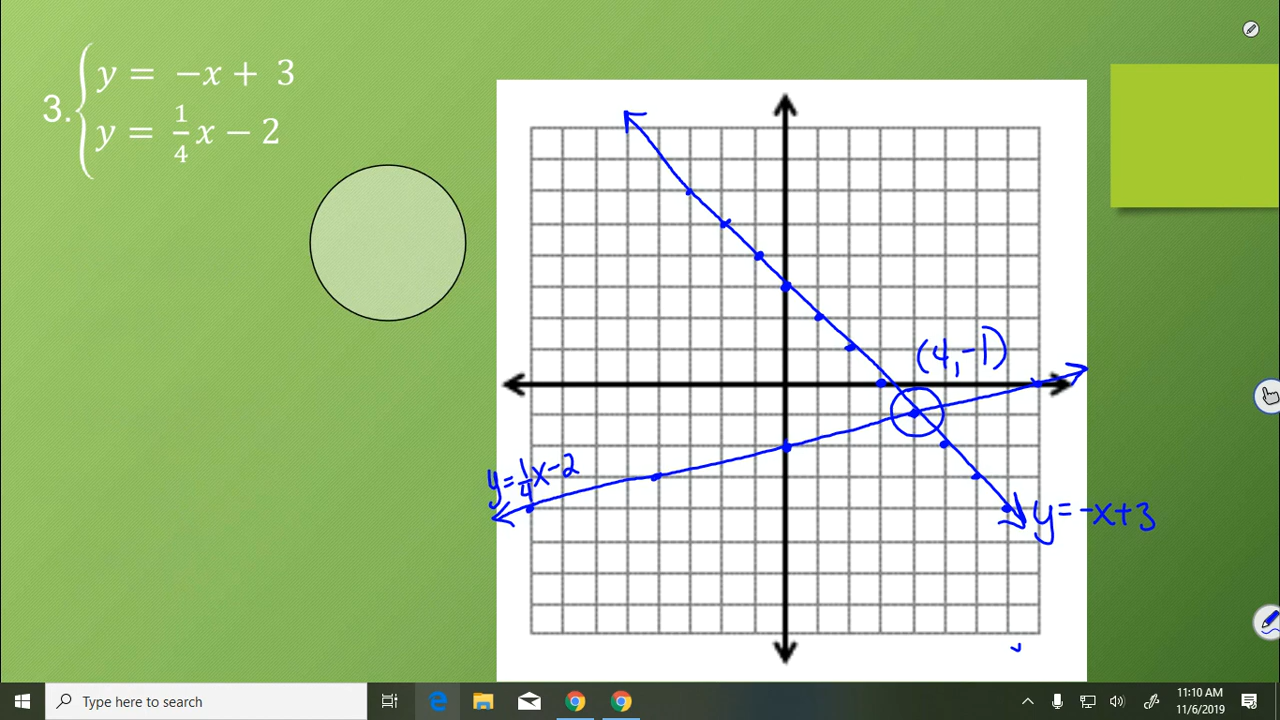 3. { y = −x + 3
y = 1/4 x − 2
(4,-1)
y=1/4x-2
y=-x+3
Type here to search
11:10 AM
11/6/2019